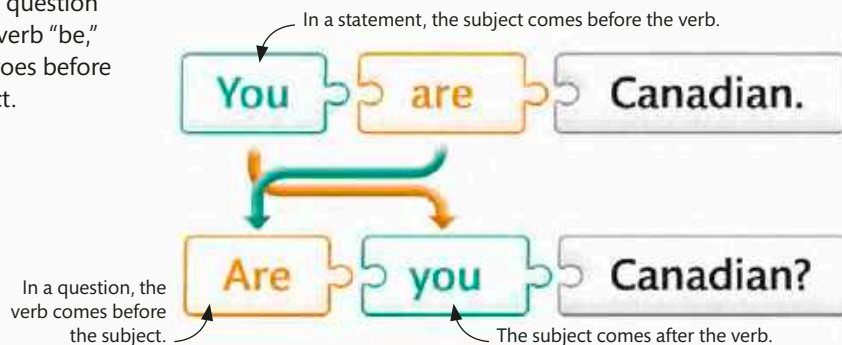 question
verb “be,”
oes before
ct.
In a statement, the subject comes before the verb.
You are Canadian.
Are you Canadian?
In a question, the
verb comes before
the subject.
The subject comes after the verb.